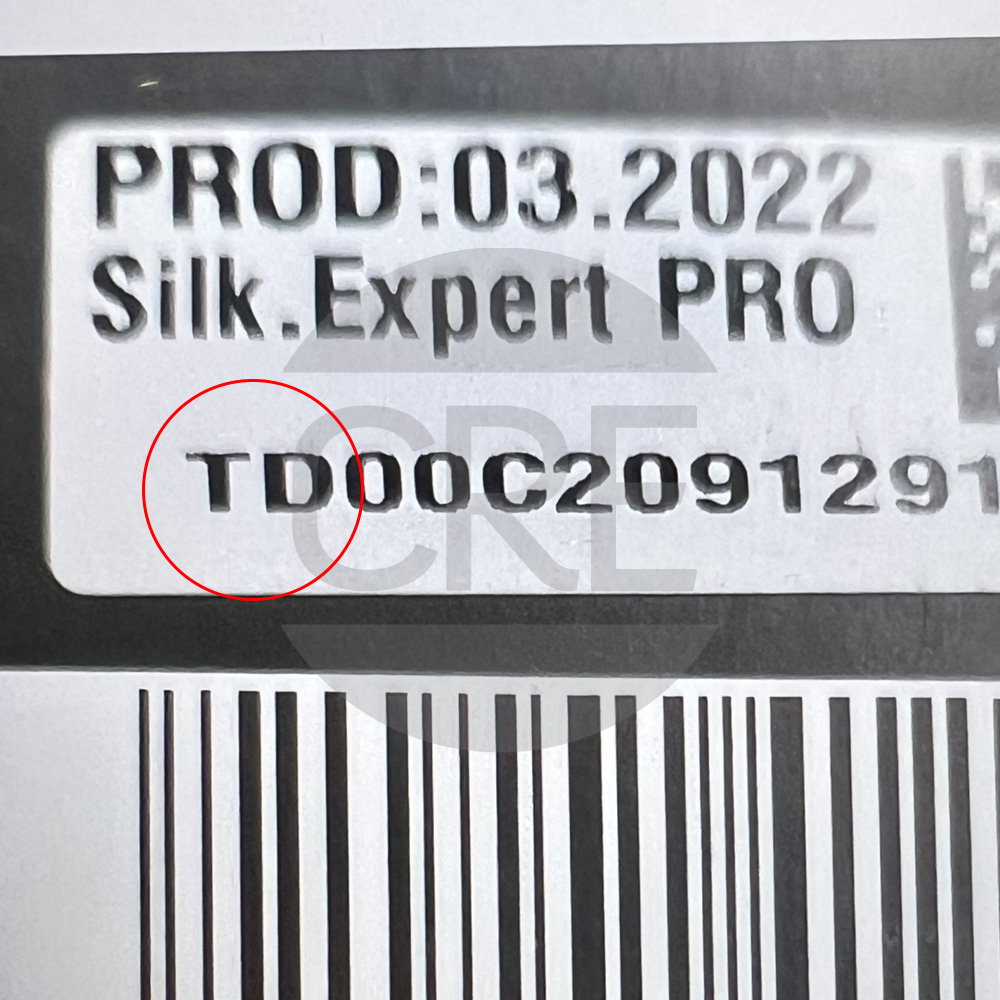 PROD:03.2022
Silk.Expert PRO
CRE
TD00C2091291